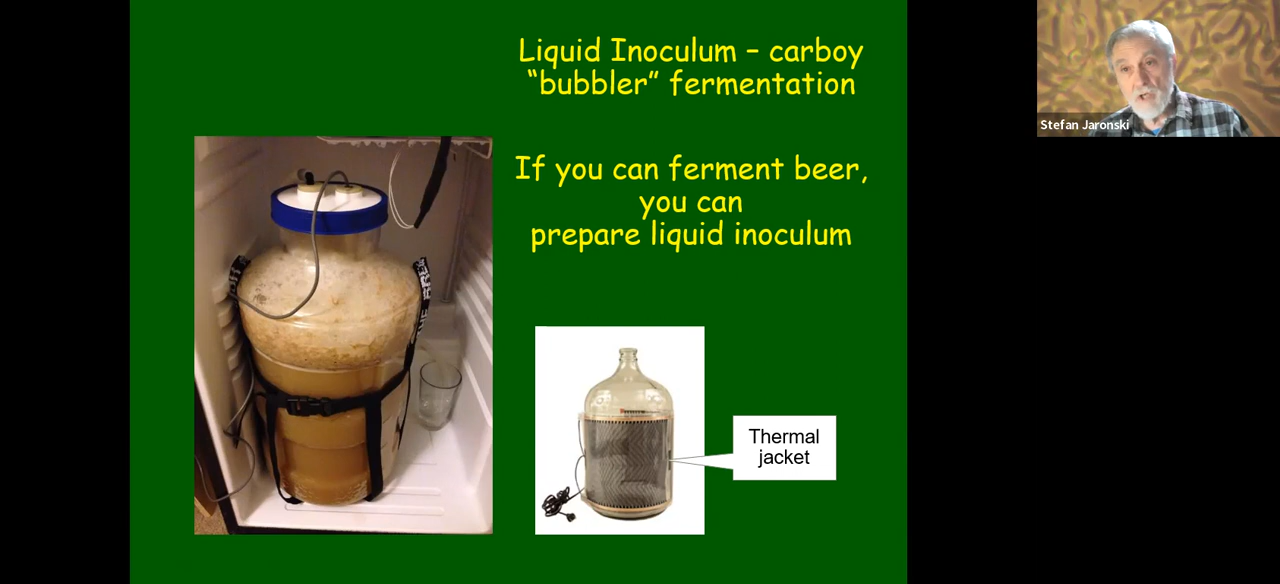 Liquid Inoculum – carboy
“bubbler” fermentation
If you can ferment beer,
you can
prepare liquid inoculum
Thermal
jacket
Stefan Jaronski